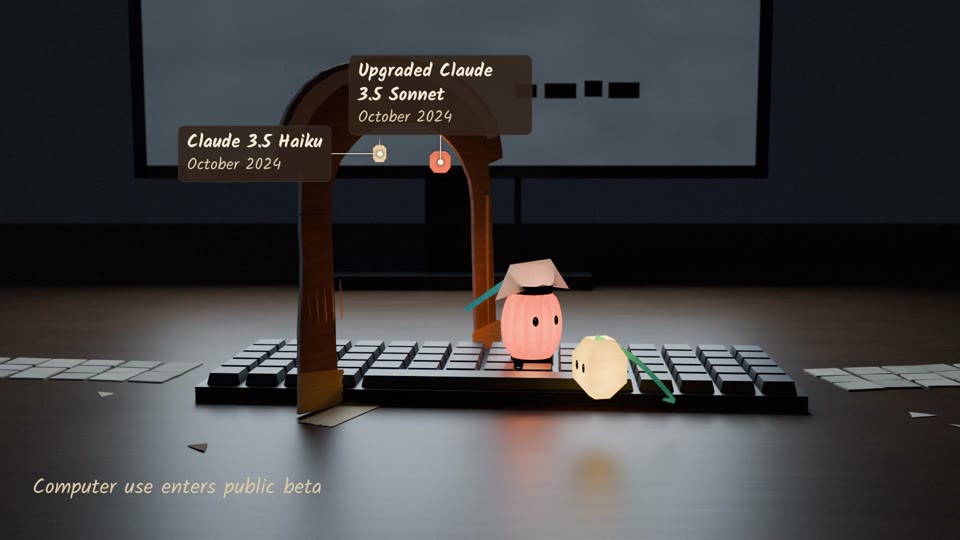 Upgraded Claude
3.5 Sonnet
October 2024
Claude 3.5 Haiku
October 2024
Computer use enters public beta